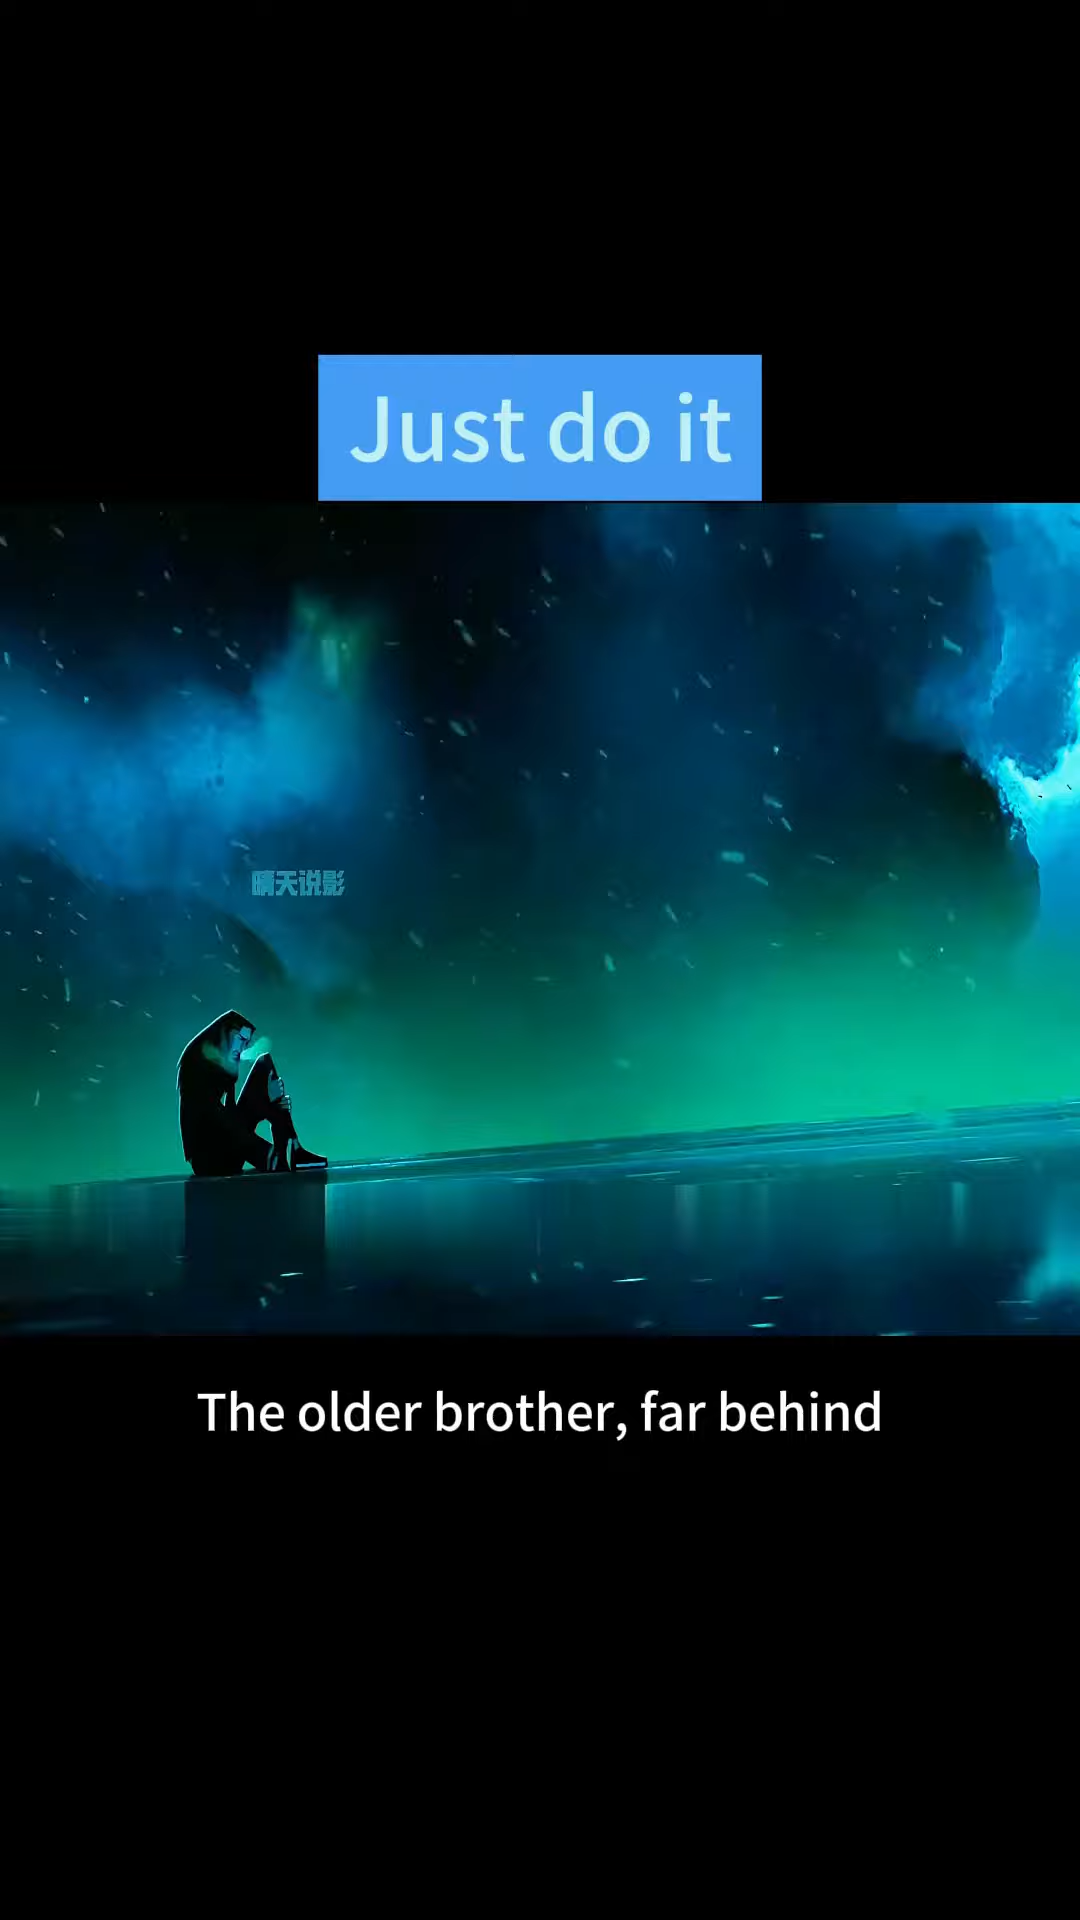 Just do it
晴天说影
The older brother, far behind